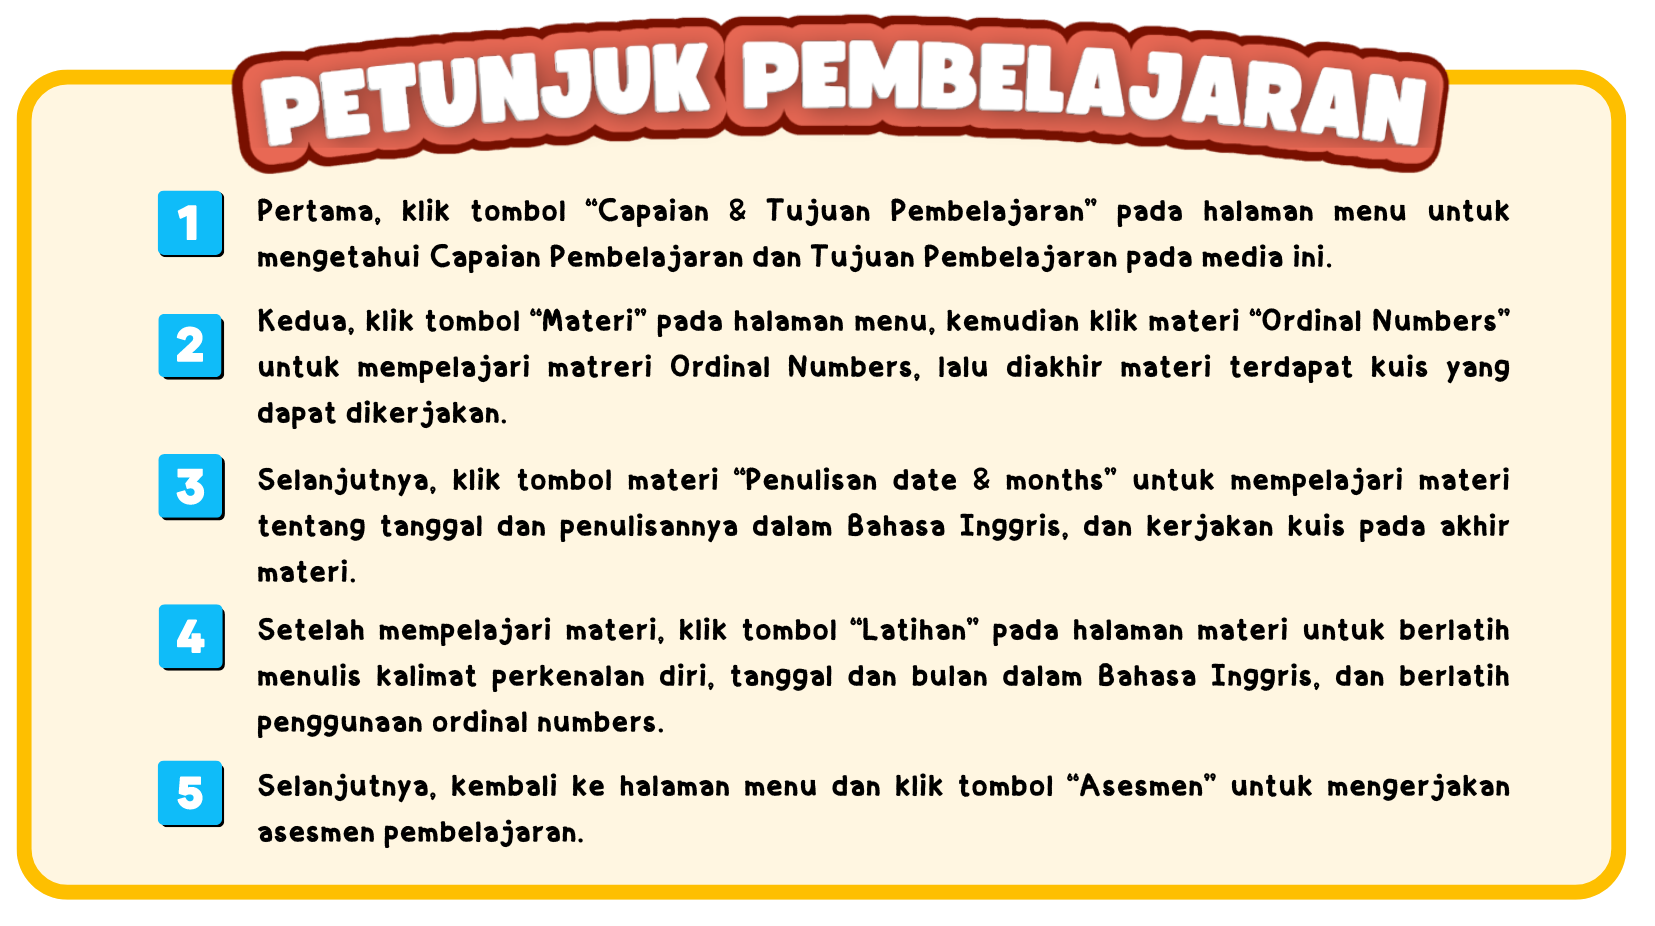 PETUNJUK PEMBELAJARAN
1
Pertama, klik tombol “Capaian & Tujuan Pembelajaran” pada halaman menu untuk
mengetahui Capaian Pembelajaran dan Tujuan Pembelajaran pada media ini.
2
Kedua, klik tombol “Materi” pada halaman menu, kemudian klik materi “Ordinal Numbers”
untuk mempelajari matreri Ordinal Numbers, lalu diakhir materi terdapat kuis yang
dapat dikerjakan.
3
Selanjutnya, klik tombol materi “Penulisan date & months” untuk mempelajari materi
tentang tanggal dan penulisannya dalam Bahasa Inggris, dan kerjakan kuis pada akhir
materi.
4
Setelah mempelajari materi, klik tombol “Latihan” pada halaman materi untuk berlatih
menulis kalimat perkenalan diri, tanggal dan bulan dalam Bahasa Inggris, dan berlatih
penggunaan ordinal numbers.
5
Selanjutnya, kembali ke halaman menu dan klik tombol “Asesmen” untuk mengerjakan
asesmen pembelajaran.